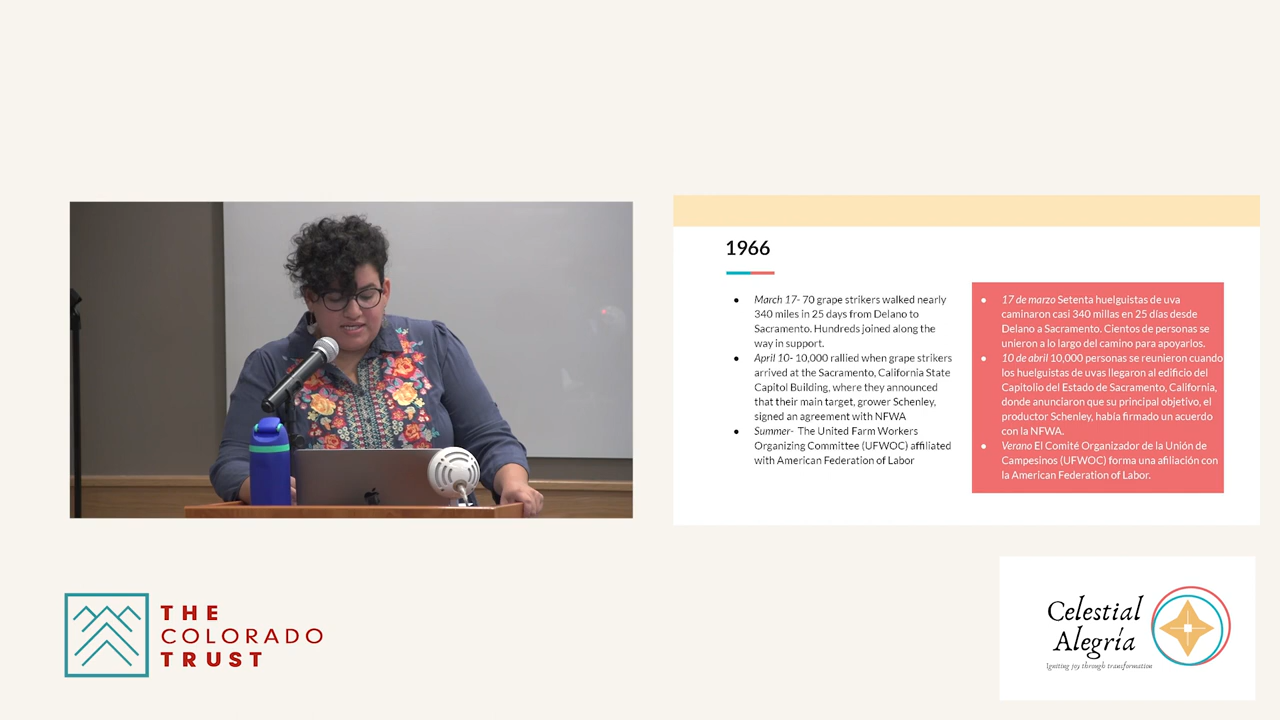 1966
● March 17- 70 grape strikers walked nearly
340 miles in 25 days from Delano to
Sacramento. Hundreds joined along the
way in support.
● April 10- 10,000 rallied when grape strikers
arrived at the Sacramento, California State
Capitol Building, where they announced
that their main target, grower Schenley,
signed an agreement with NFWA
● Summer- The United Farm Workers
Organizing Committee (UFWOC) affiliated
with American Federation of Labor
● 17 de marzo Setenta huelguistas de uva
caminaron casi 340 millas en 25 días desde
Delano a Sacramento. Cientos de personas se
unieron a lo largo del camino para apoyarlos.
● 10 de abril 10,000 personas se reunieron cuando
los huelguistas de uvas llegaron al edificio del
Capitolio del Estado de Sacramento, California,
donde anunciaron que su principal objetivo, el
productor Schenley, había firmado un acuerdo
con la NFWA.
● Verano El Comité Organizador de la Unión de
Campesinos (UFWOC) forma una afiliación con
la American Federation of Labor.
THE
COLORADO
TRUST
Celestial
Alegría
Igniting joy through transformation